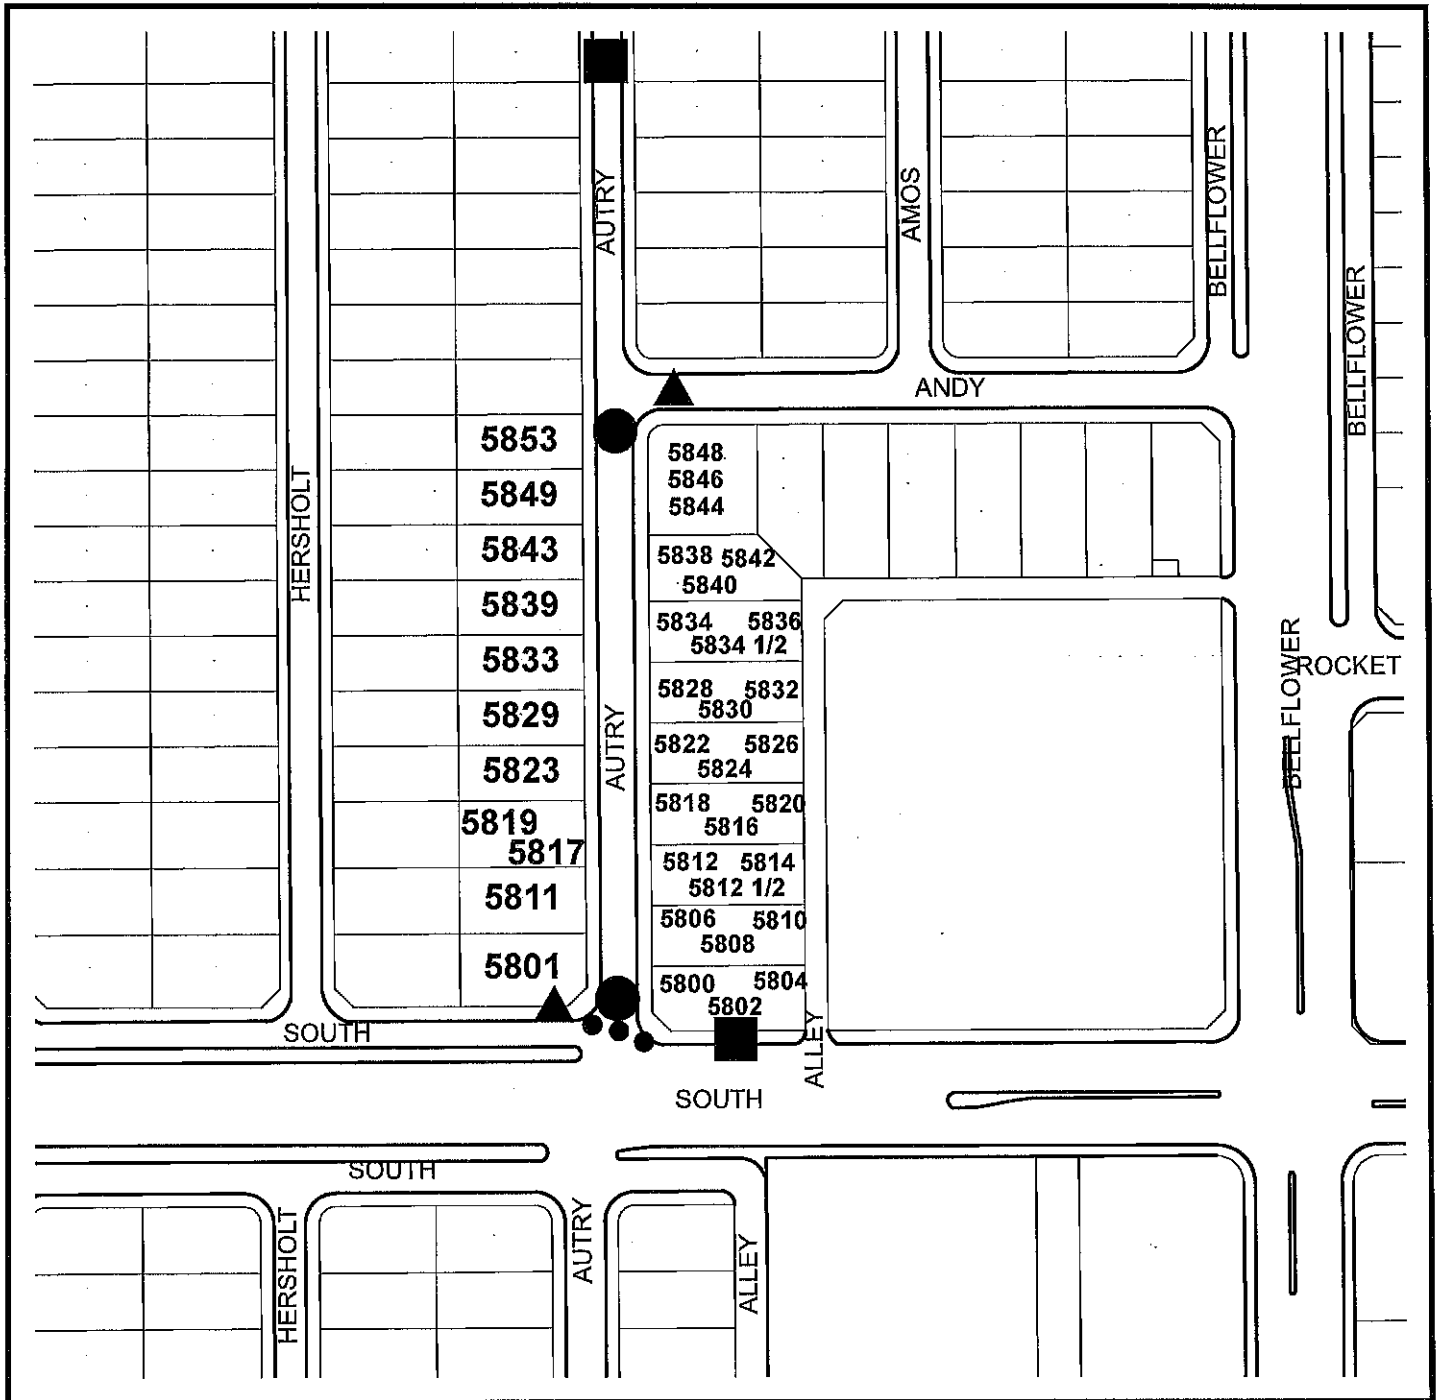 AUTRY
AMOS
BELLFLOWER
BELLFLOWER
ANDY
HERSHOLT
5853
5849
5843
5839
5833
5829
5823
5819
5817
5811
5801
AUTRY
5848
5846
5844
5838 5842
5840
5834 5836
5834 1/2
5828 5832
5830
5822 5826
5824
5818 5820
5816
5812 5814
5812 1/2
5806 5810
5808
5800 5804
5802
BELLFLOWER
ROCKET
ALLEY
SOUTH
SOUTH
SOUTH
HERSHOLT
AUTRY
ALLEY